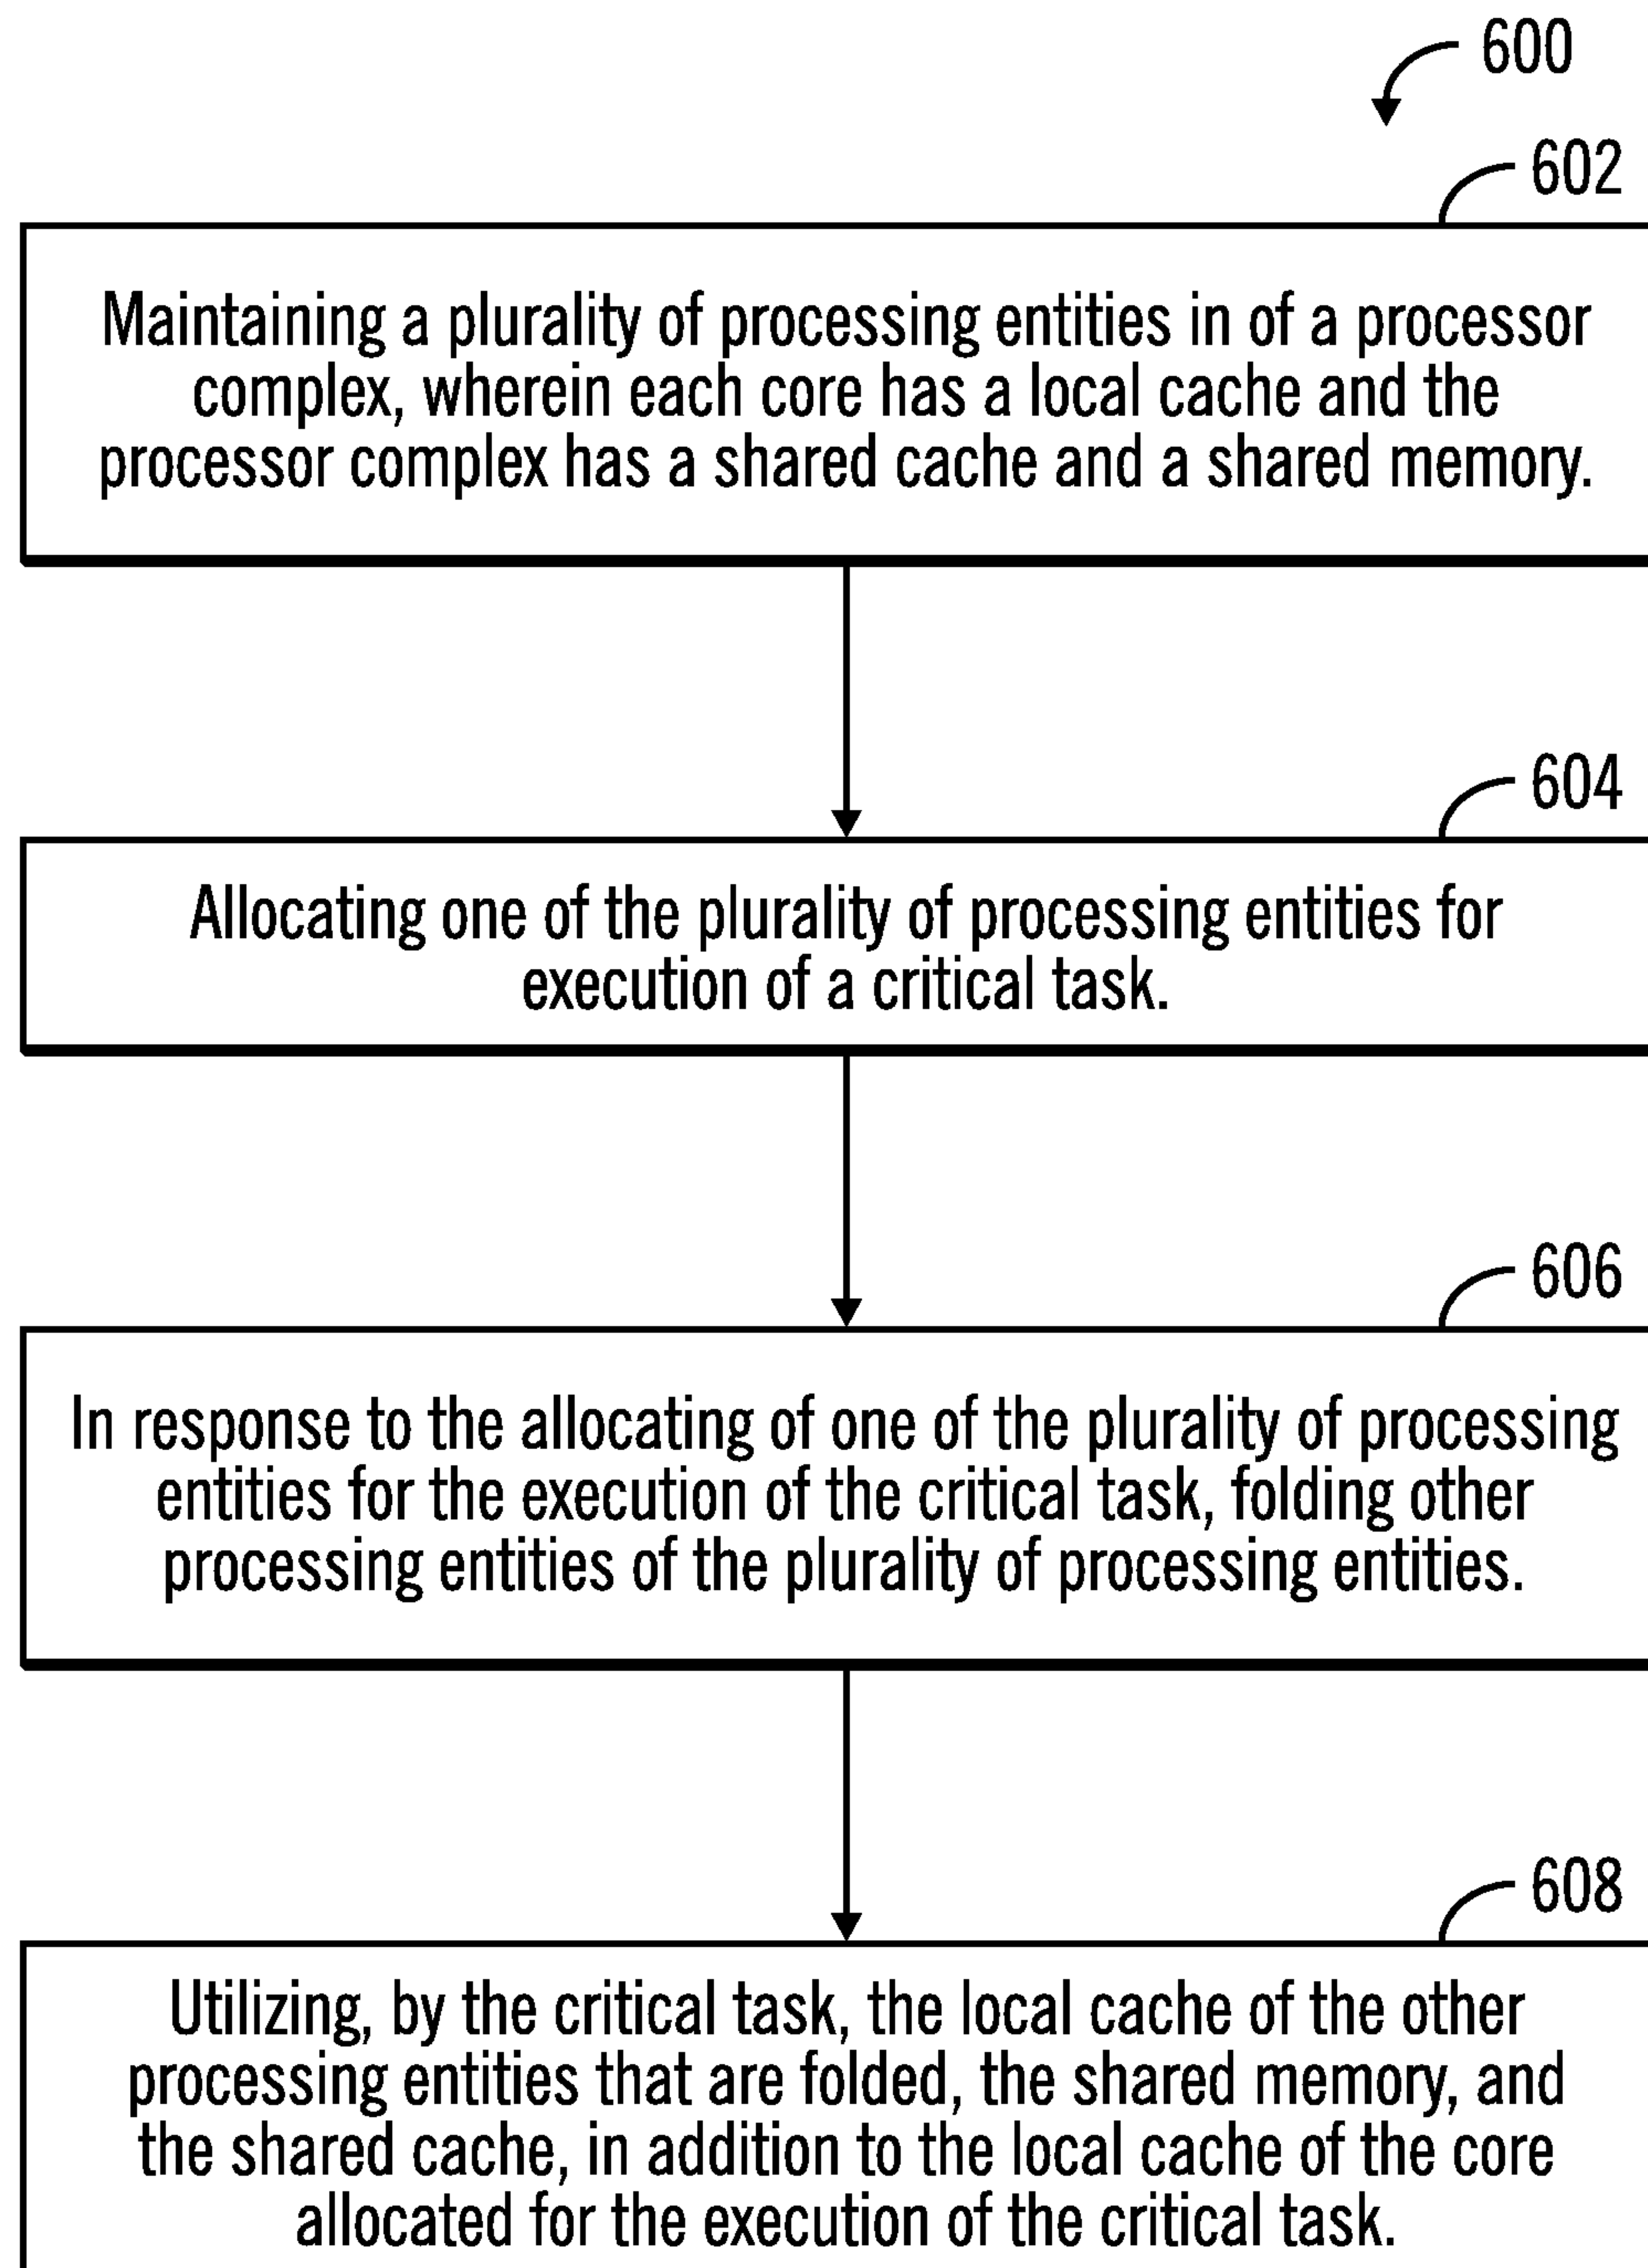 600
602
Maintaining a plurality of processing entities in of a processor
complex, wherein each core has a local cache and the
processor complex has a shared cache and a shared memory.
604
Allocating one of the plurality of processing entities for
execution of a critical task.
606
In response to the allocating of one of the plurality of processing
entities for the execution of the critical task, folding other
processing entities of the plurality of processing entities.
608
Utilizing, by the critical task, the local cache of the other
processing entities that are folded, the shared memory, and
the shared cache, in addition to the local cache of the core
allocated for the execution of the critical task.